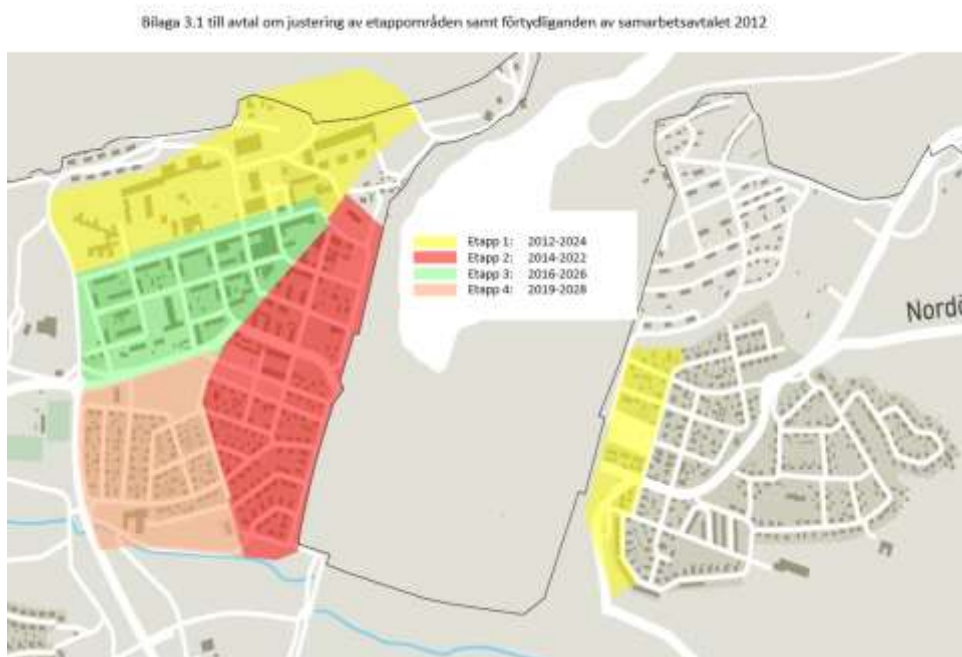 Bilaga 3.1 till avtal om justering av etappområden samt förtydliganden av samarbetsavtalet 2012
Etapp 1: 2012-2024
Etapp 2: 2014-2022
Etapp 3: 2016-2026
Etapp 4: 2019-2028
Nordö